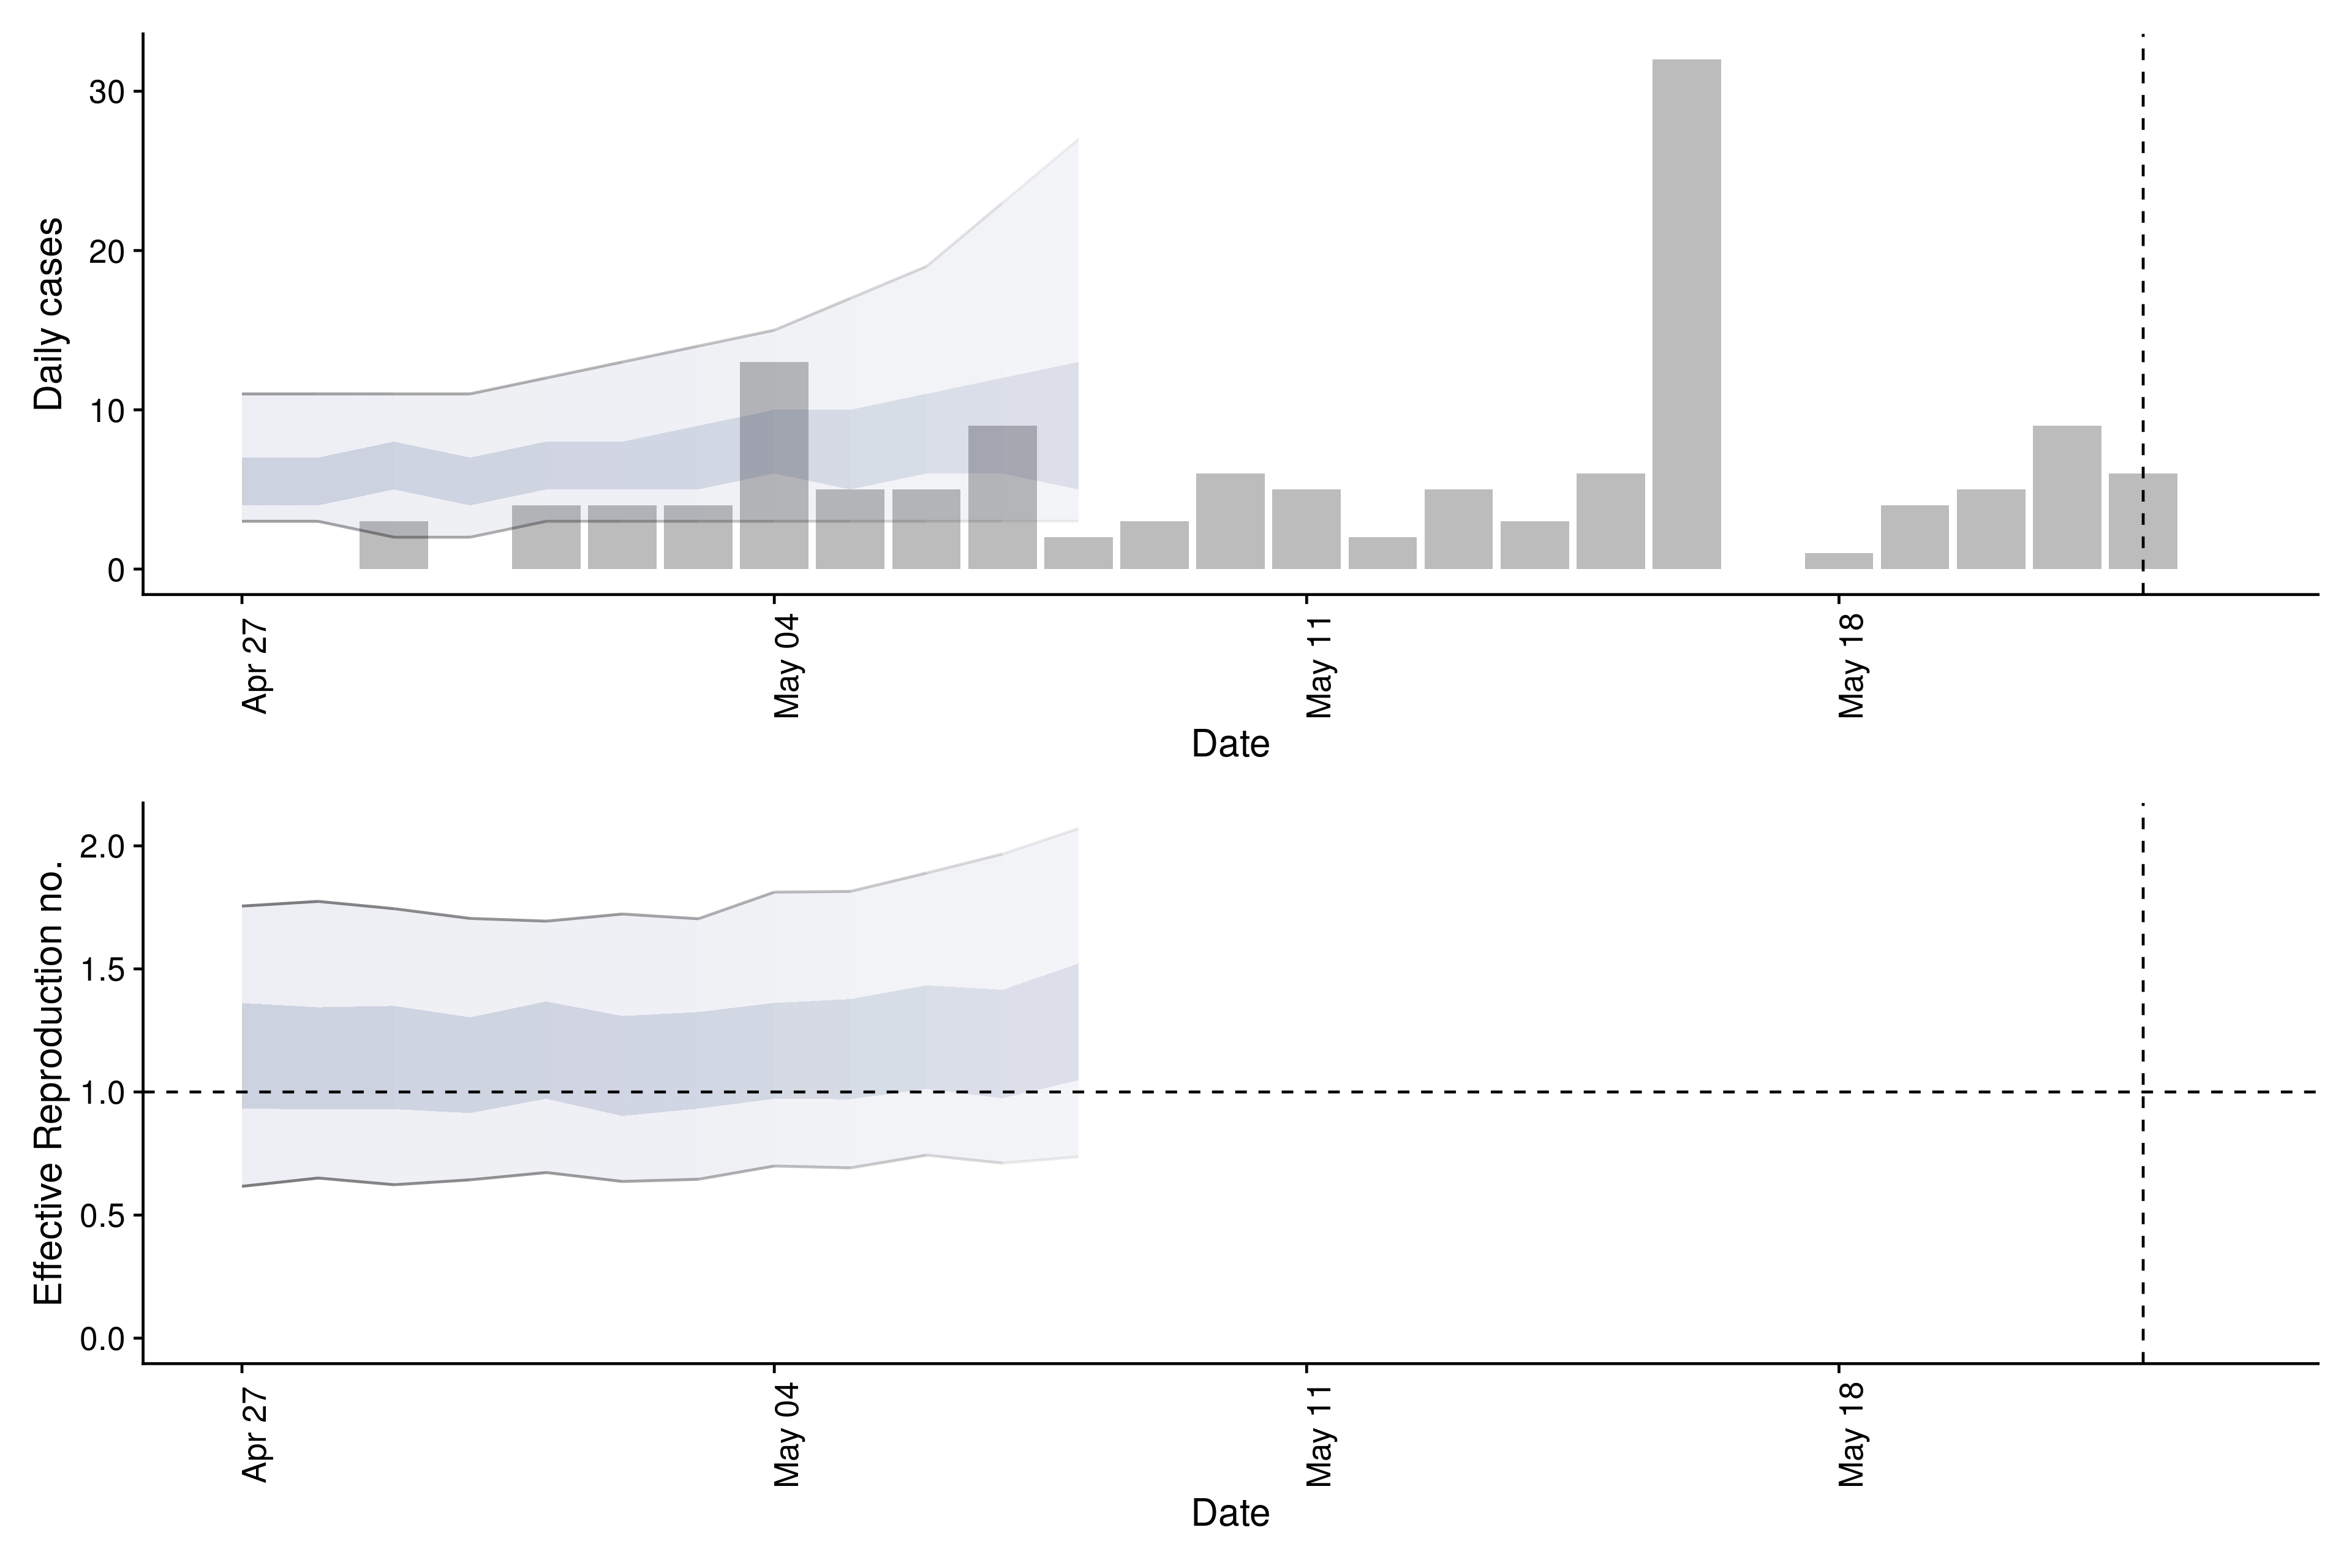 Daily cases
30
20
10
0
Apr 27
May 04
May 11
May 18
Date
Effective Reproduction no.
2.0
1.5
1.0
0.5
0.0
Apr 27
May 04
May 11
May 18
Date